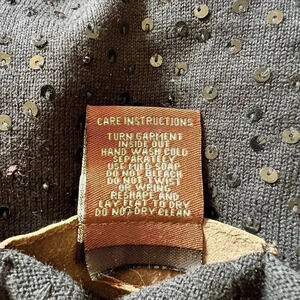 CARE INSTRUCTIONS
TURN GARMENT
INSIDE OUT
HAND WASH COLD
SEPARATELY
USE MILD SOAP
DO NOT BLEACH
DO NOT TWIST
OR WRING
RESHAPE AND
LAY FLAT TO DRY
DO NOT DRY CLEAN